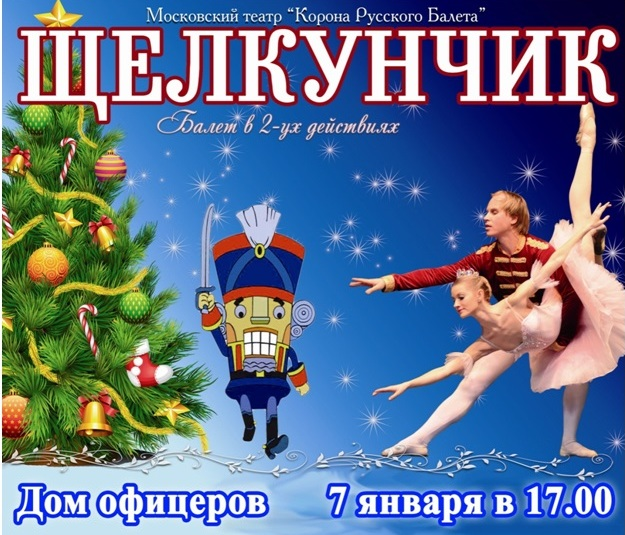 Московский театр "Корона Русского Балета"
ЩЕЛКУНЧИК
Балет в 2-ух действиях
Дом офицеров 7 января в 17.00